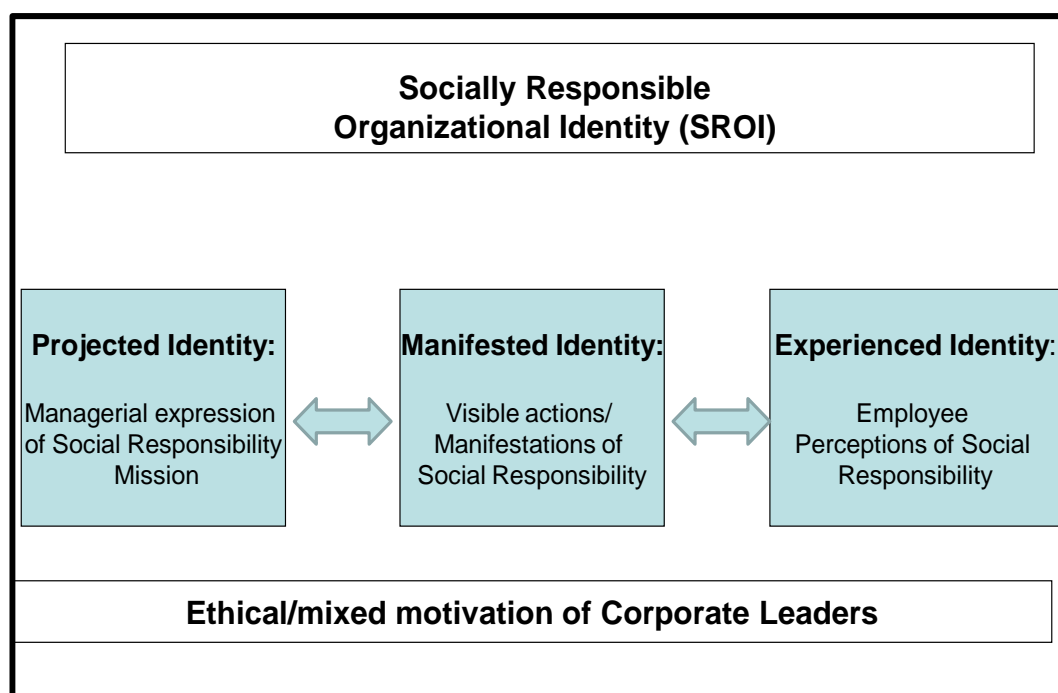 Socially Responsible
Organizational Identity (SROI)
Projected Identity:
Managerial expression
of Social Responsibility
Mission
Manifested Identity:
Visible actions/
Manifestations of
Social Responsibility
Experienced Identity:
Employee
Perceptions of Social
Responsibility
Ethical/mixed motivation of Corporate Leaders